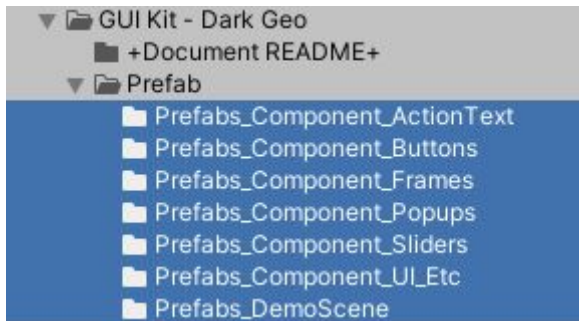 GUI Kit - Dark Geo
+Document README+
Prefab
Prefabs_Component_ActionText
Prefabs_Component_Buttons
Prefabs_Component_Frames
Prefabs_Component_Popups
Prefabs_Component_Sliders
Prefabs_Component_UI_Etc
Prefabs_DemoScene